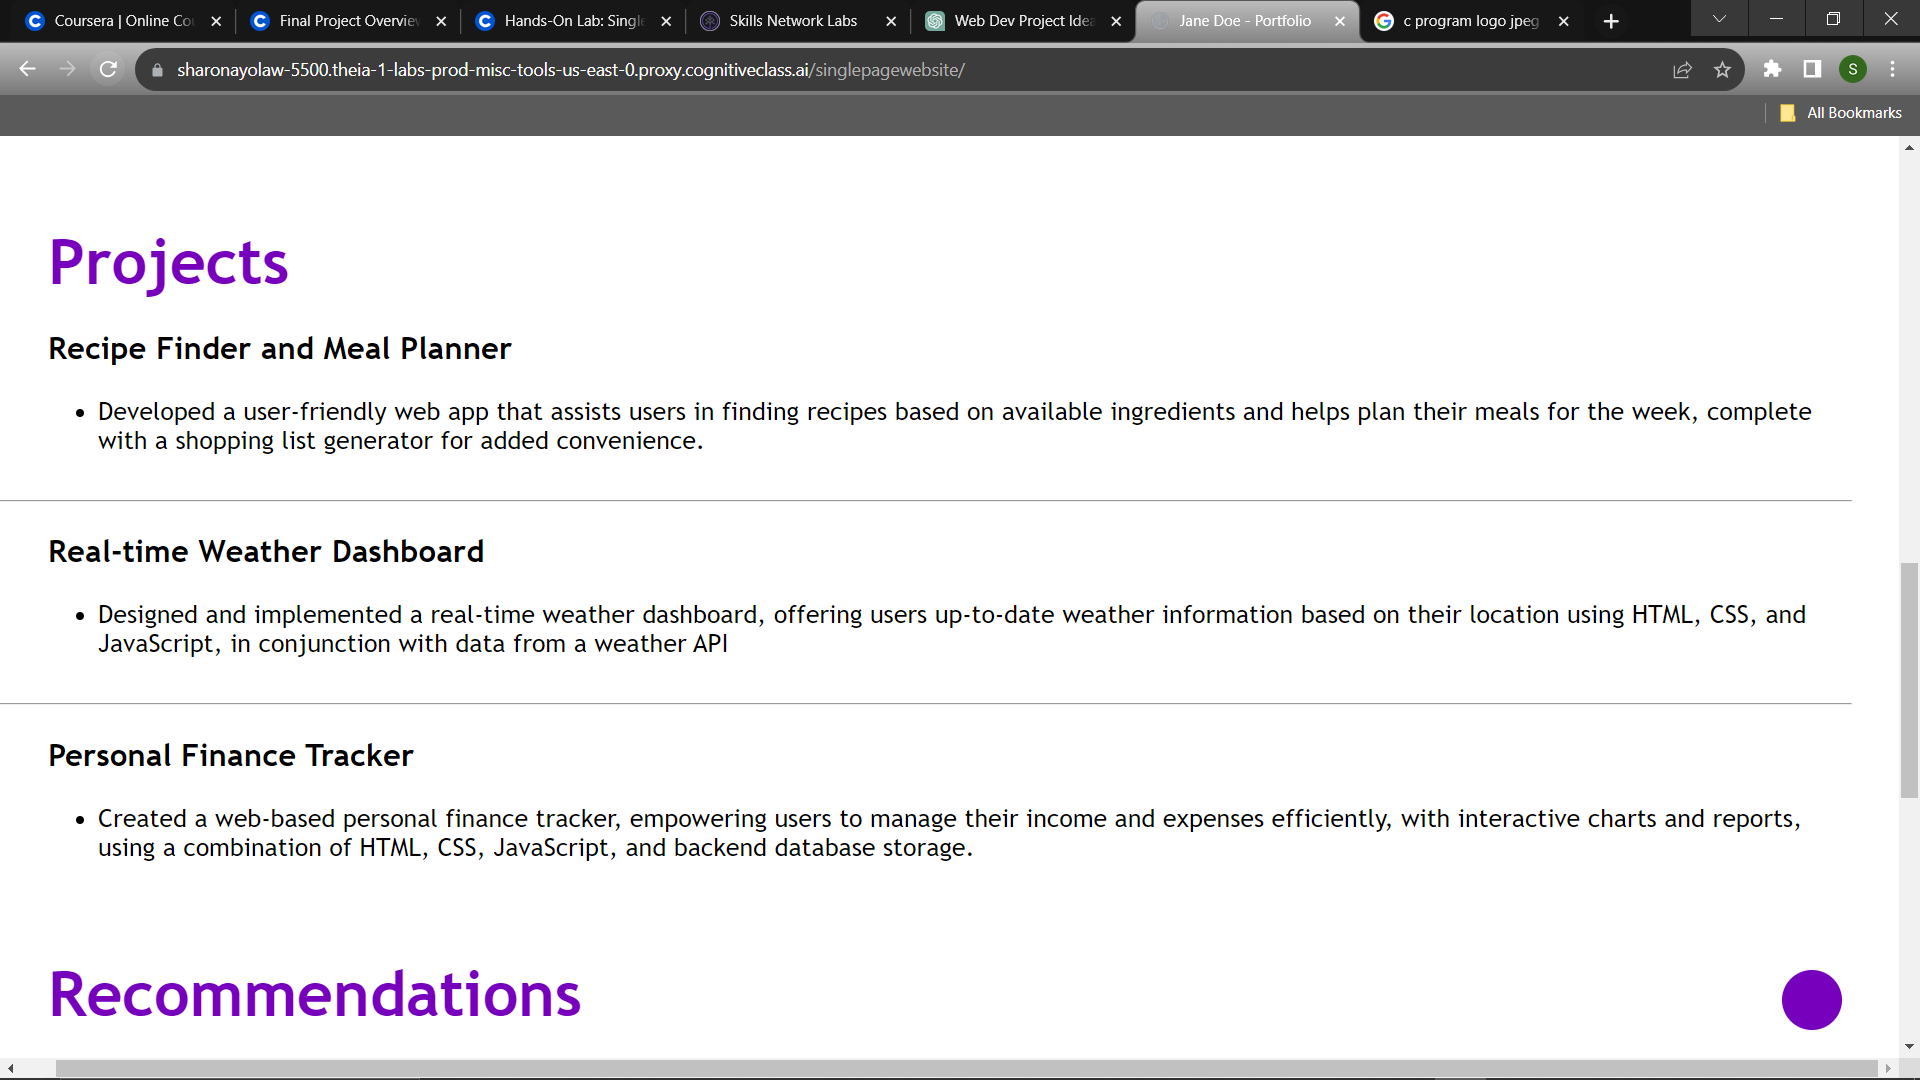 Coursera | Online Co
Final Project Overvie
Hands-On Lab: Single
Skills Network Labs
Web Dev Project Idea
Jane Doe - Portfolio
c program logo jpeg
sharonayolaw-5500.theia-1-labs-prod-misc-tools-us-east-0.proxy.cognitiveclass.ai/singlepagewebsite/
S
All Bookmarks
Projects
Recipe Finder and Meal Planner
• Developed a user-friendly web app that assists users in finding recipes based on available ingredients and helps plan their meals for the week, complete
with a shopping list generator for added convenience.
Real-time Weather Dashboard
• Designed and implemented a real-time weather dashboard, offering users up-to-date weather information based on their location using HTML, CSS, and
JavaScript, in conjunction with data from a weather API
Personal Finance Tracker
• Created a web-based personal finance tracker, empowering users to manage their income and expenses efficiently, with interactive charts and reports,
using a combination of HTML, CSS, JavaScript, and backend database storage.
Recommendations